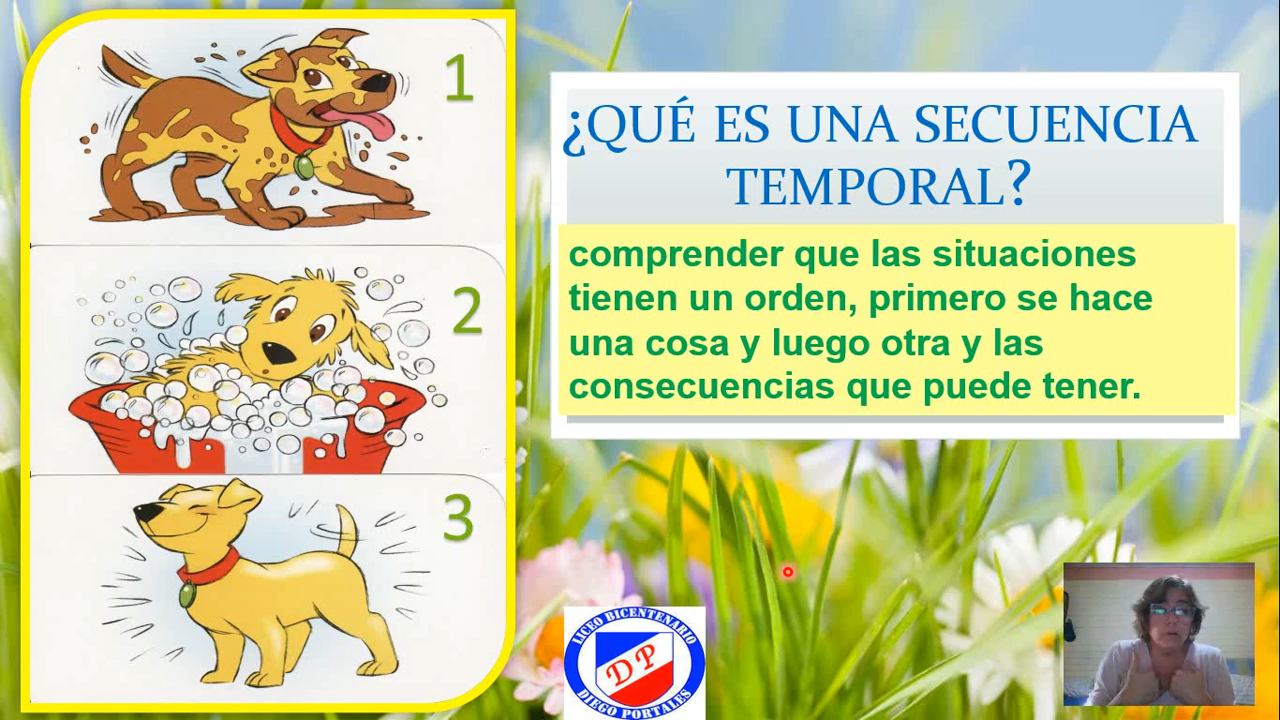 1
2
3
¿QUÉ ES UNA SECUENCIA
TEMPORAL?
comprender que las situaciones
tienen un orden, primero se hace
una cosa y luego otra y las
consecuencias que puede tener.
LICEO BICENTENARIO
DP
DIEGO PORTALES